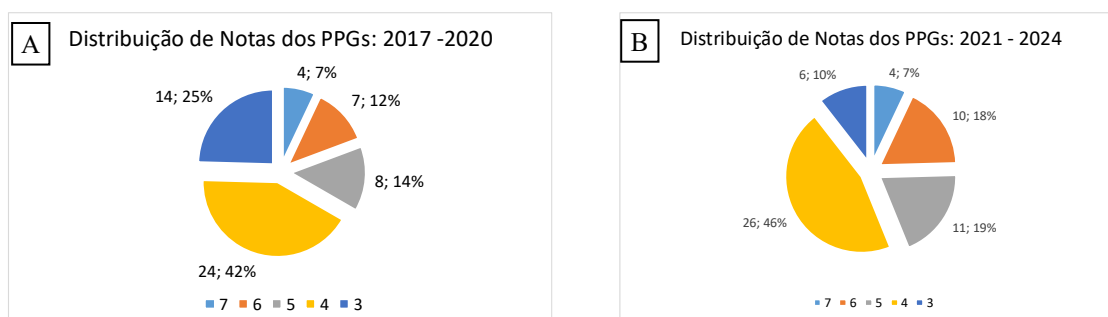 A
Distribuição de Notas dos PPGs: 2017 -2020
4; 7%
14; 25%
7; 12%
8; 14%
24; 42%
7 6 5 4 3
B
Distribuição de Notas dos PPGs: 2021 - 2024
6; 10%
4; 7%
10; 18%
26; 46%
11; 19%
7 6 5 4 3